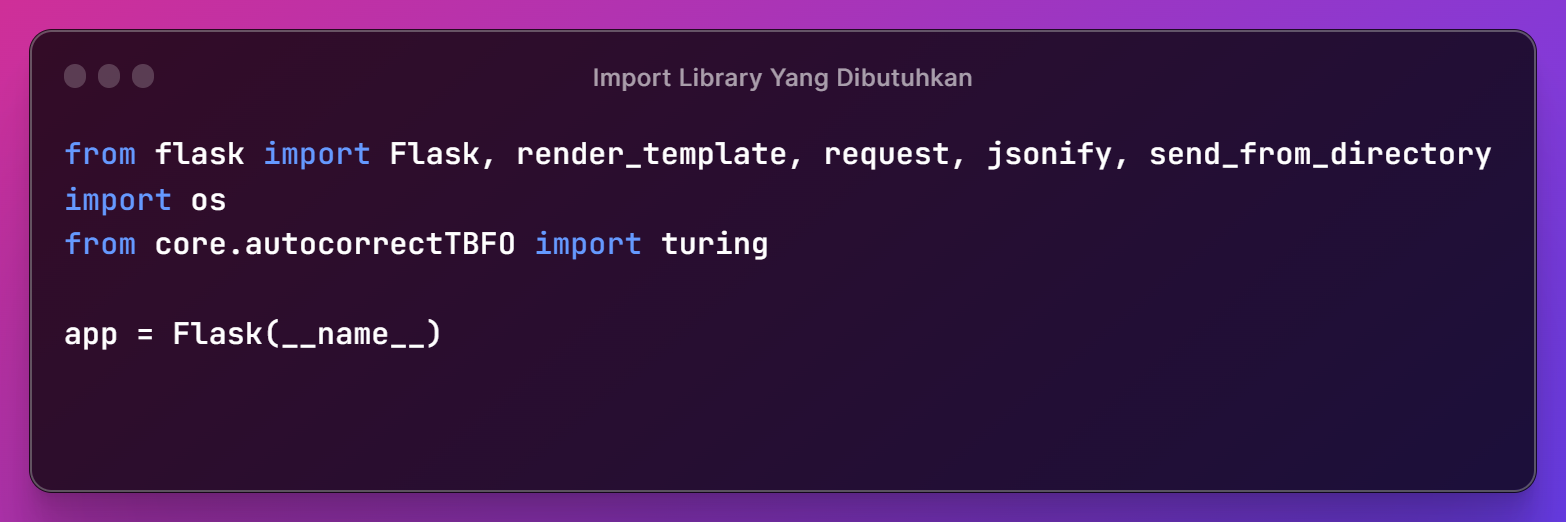 Import Library Yang Dibutuhkan
from flask import Flask, render_template, request, jsonify, send_from_directory
import os
from core.autocorrectTBFO import turing
app = Flask(__name__)